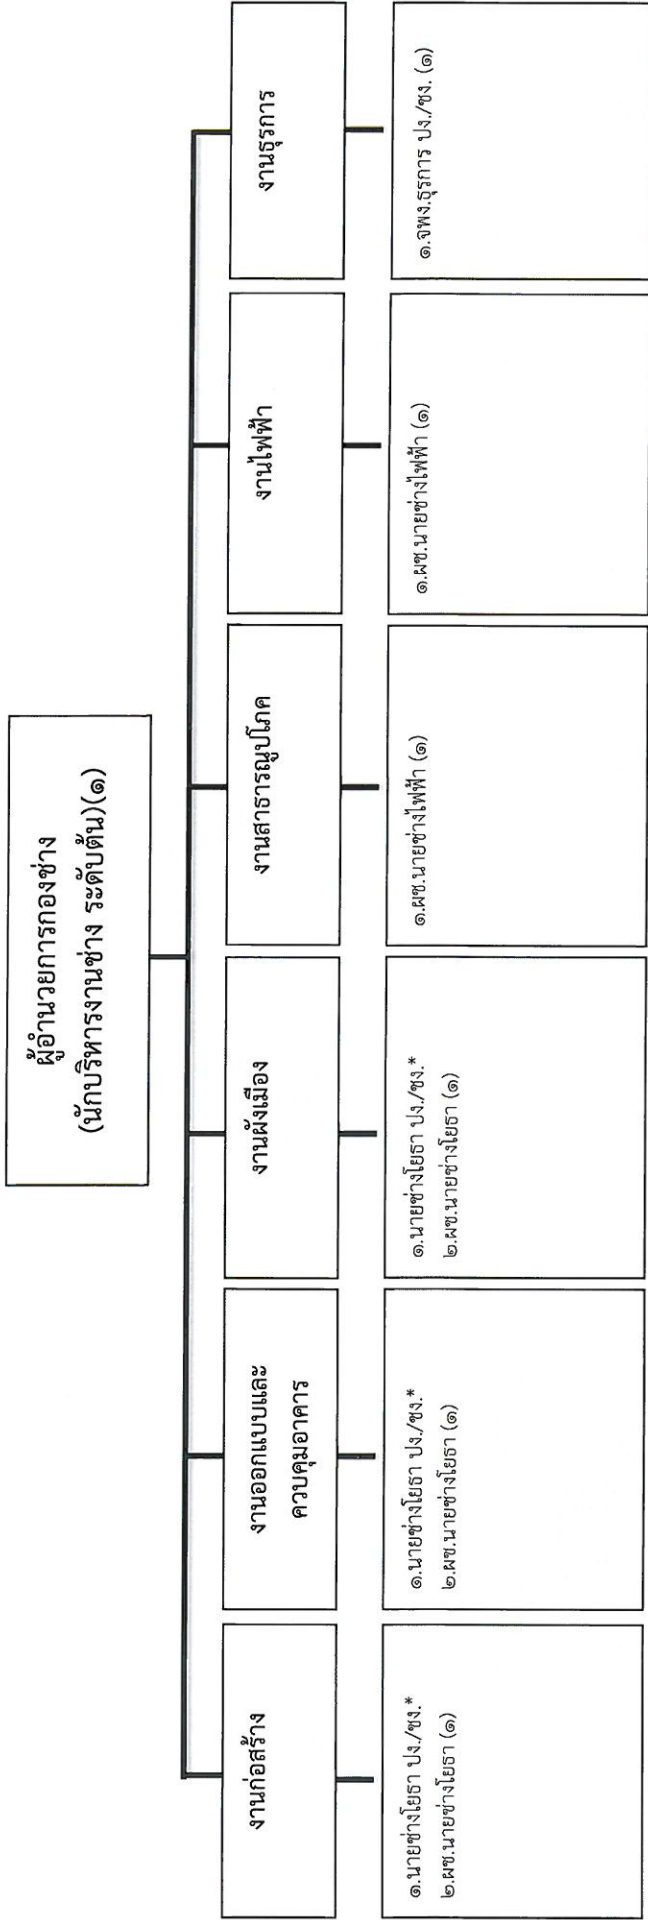 ผู้อำนวยการกองช่าง
(นักบริหารงานช่าง ระดับต้น)(๑)
งานก่อสร้าง
งานออกแบบและ
ควบคุมอาคาร
งานผังเมือง
งานสาธารณูปโภค
งานไฟฟ้า
งานธุรการ
๑.นายช่างโยธา ปง./ชง.*
๒.ผช.นายช่างโยธา (๑)
๑.นายช่างโยธา ปง./ชง.*
๒.ผช.นายช่างโยธา (๑)
๑.นายช่างโยธา ปง./ชง.*
๒.ผช.นายช่างโยธา (๑)
๑.ผช.นายช่างไฟฟ้า (๑)
๑.ผช.นายช่างไฟฟ้า (๑)
๑.จพง.ธุรการ ปง./ชง. (๑)